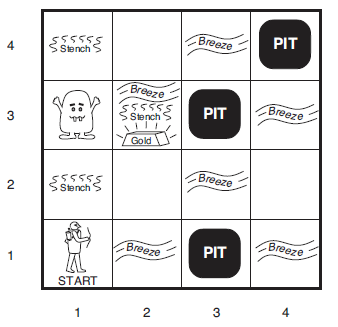 4
Stench
Breeze
PIT
3
Breeze
Stench
Gold
PIT
Breeze
2
Stench
Breeze
1
START
Breeze
PIT
Breeze
1 2 3 4